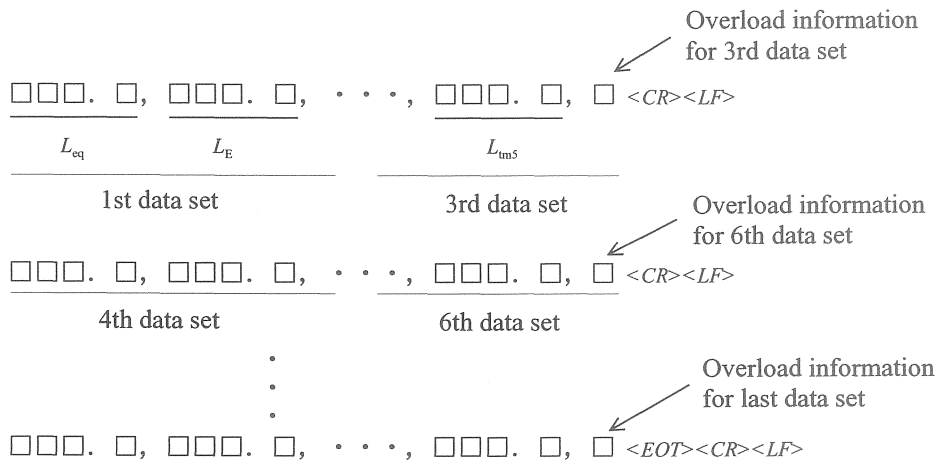 Overload information
for 3rd data set
□□□. □, □□□. □, · · ·, □□□. □, □ <CR><LF>
Leq LE Ltm5
1st data set 3rd data set
Overload information
for 6th data set
□□□. □, □□□. □, · · ·, □□□. □, □ <CR><LF>
4th data set 6th data set
Overload information
for last data set
□□□. □, □□□. □, · · ·, □□□. □, □ <EOT><CR><LF>